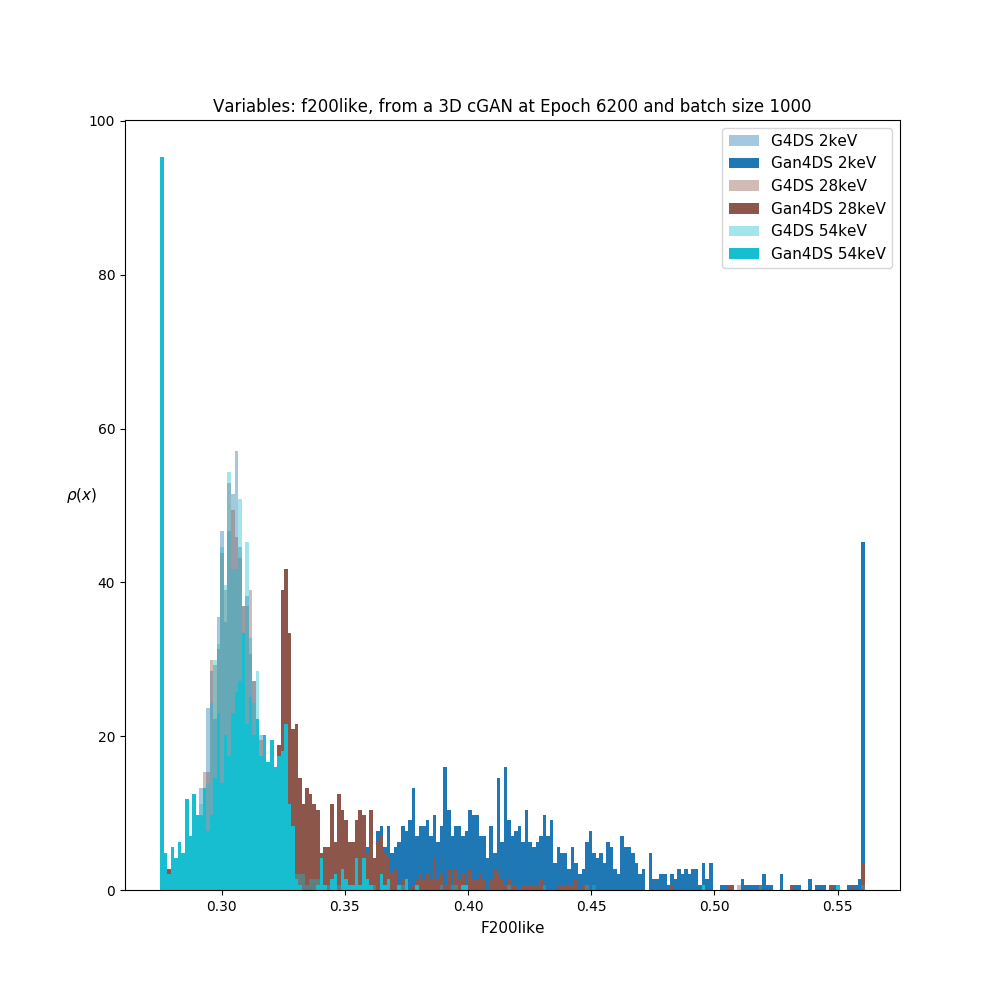 Variables: f200like, from a 3D cGAN at Epoch 6200 and batch size 1000
100
80
60
40
20
0
ρ(x)
G4DS 2keV
Gan4DS 2keV
G4DS 28keV
Gan4DS 28keV
G4DS 54keV
Gan4DS 54keV
0.30 0.35 0.40 0.45 0.50 0.55
F200like